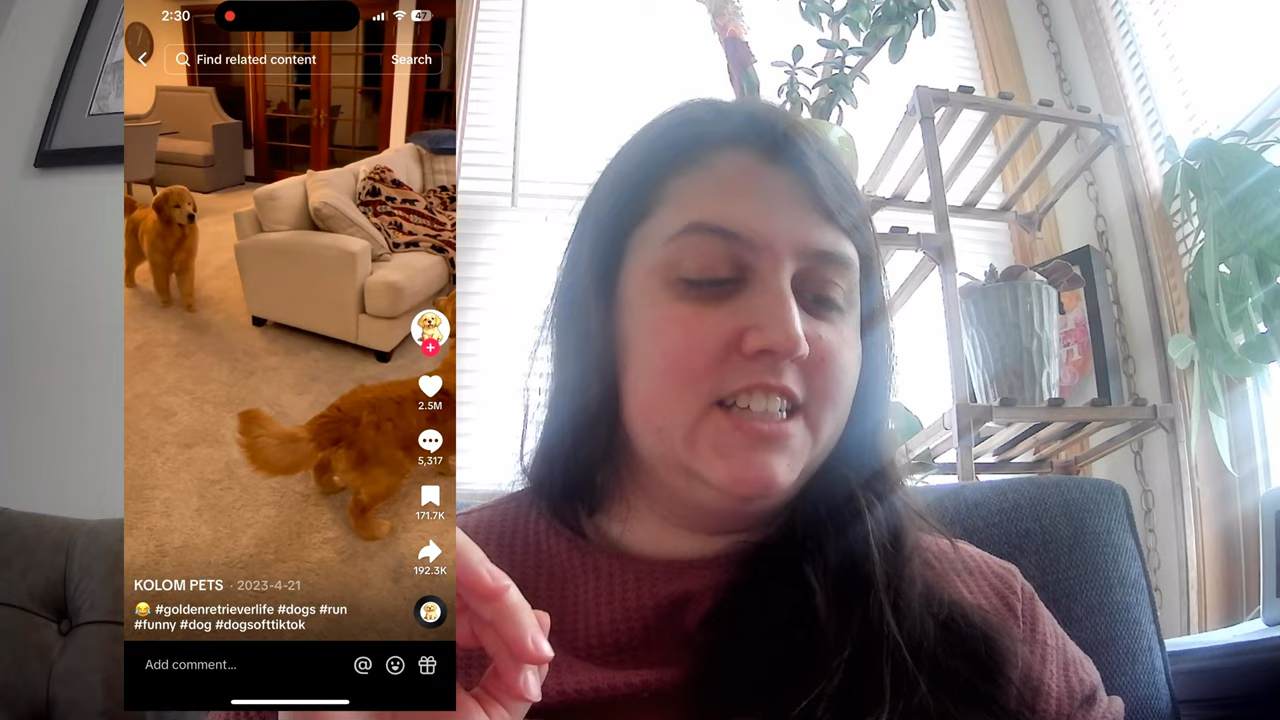 2:30
47
Find related content
Search
2.5M
5,317
171.7K
192.3K
KOLOM PETS · 2023-4-21
😂 #goldenretrieverlife #dogs #run
#funny #dog #dogsofttiktok
Add comment...